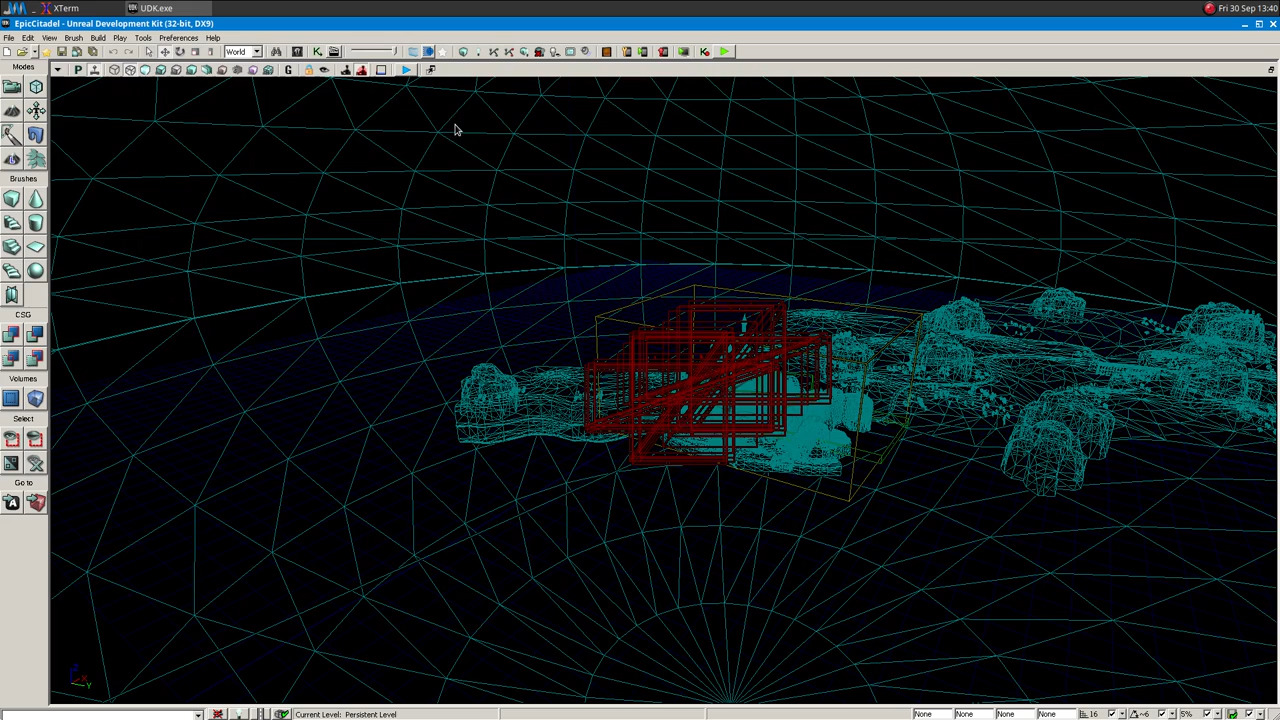 XTerm
UDK.exe
Fri 30 Sep 13:40
EpicCitadel - Unreal Development Kit (32-bit, DX9)
File Edit View Brush Build Play Tools Preferences Help
World
Modes
P
G
Brushes
CSG
Volumes
Select
Go to
Z
X
Y
Current Level: Persistent Level
None None None None 16 5%